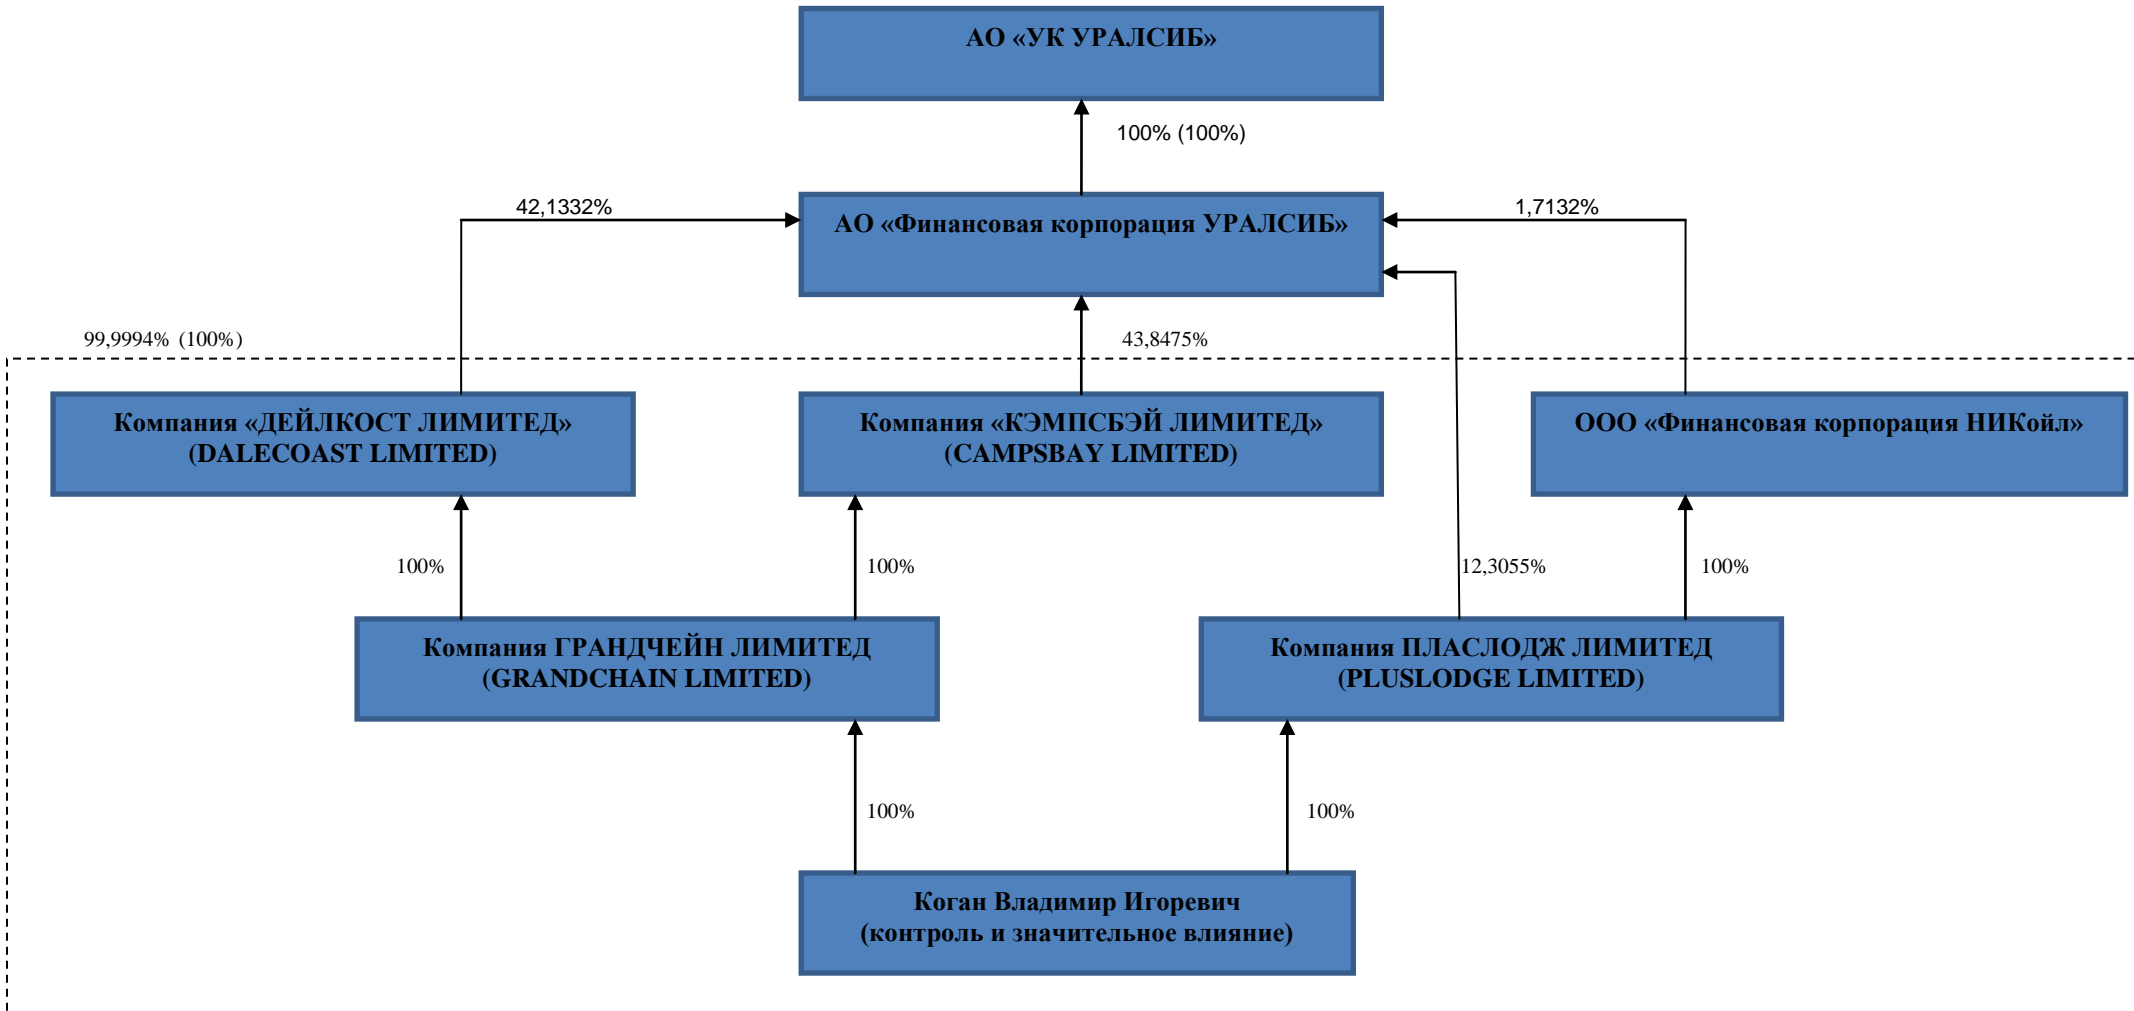 АО «УК УРАЛСИБ»
100% (100%)
42,1332%
1,7132%
АО «Финансовая корпорация УРАЛСИБ»
99,9994% (100%)
43,8475%
Компания «ДЕЙЛКОСТ ЛИМИТЕД»
(DALECOAST LIMITED)
Компания «КЭМПСБЭЙ ЛИМИТЕД»
(CAMPSBAY LIMITED)
ООО «Финансовая корпорация НИКойл»
100%
100%
12,3055%
100%
Компания ГРАНДЧЕЙН ЛИМИТЕД
(GRANDCHAIN LIMITED)
Компания ПЛАСЛОДЖ ЛИМИТЕД
(PLUSLODGE LIMITED)
100%
100%
Коган Владимир Игоревич
(контроль и значительное влияние)